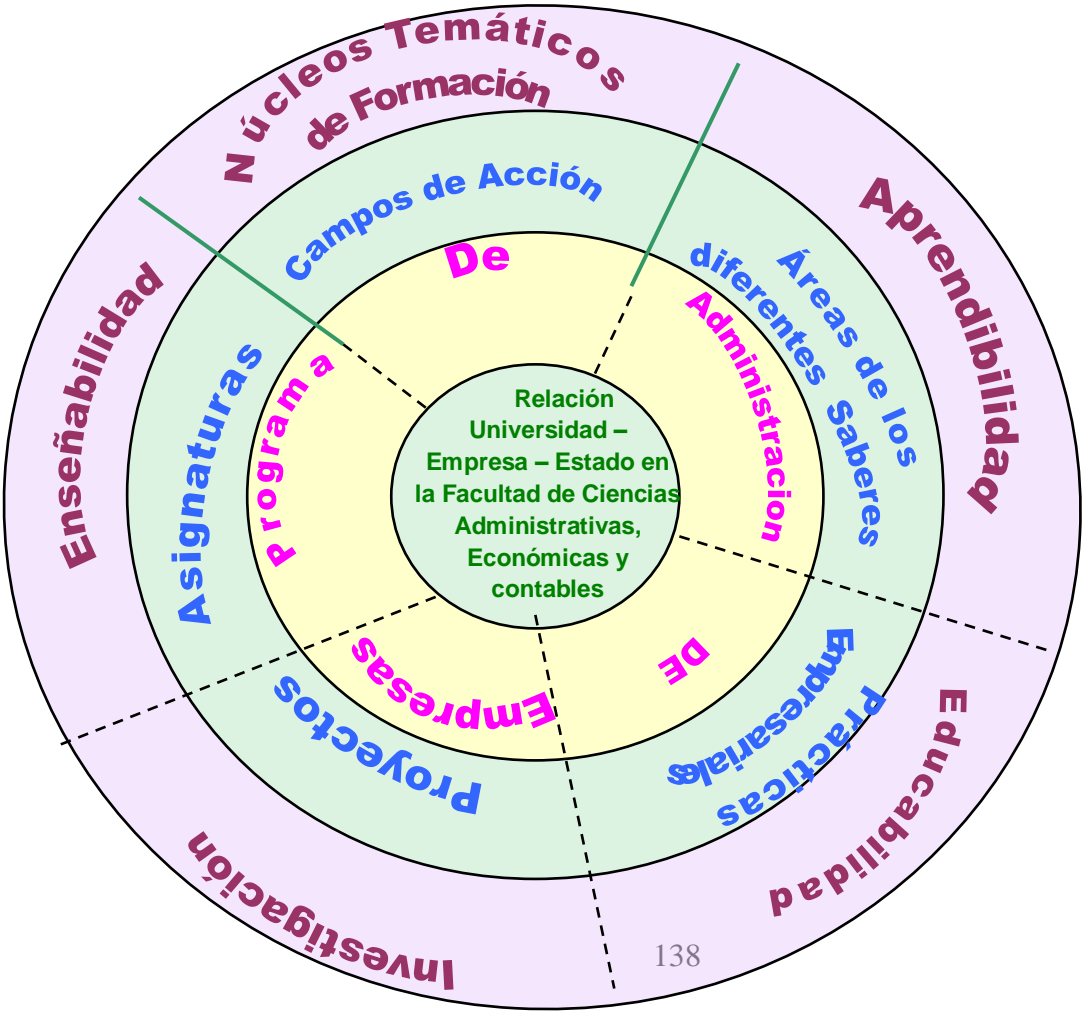 Núcleos Temáticos
de Formación
Aprendibilidad
Educabilidad
Investigación
Enseñabilidad
Campos de Acción
Áreas de los
diferentes Saberes
Prácticas
Empresariales
Proyectos
Asignaturas
Programa
De
Administracion
DE
Empresas
Relación
Universidad –
Empresa – Estado en
la Facultad de Ciencias
Administrativas,
Económicas y
contables
138